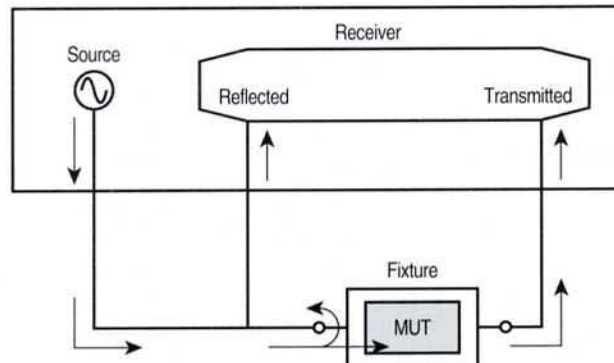 Receiver
Source
Reflected
Transmitted
Fixture
MUT